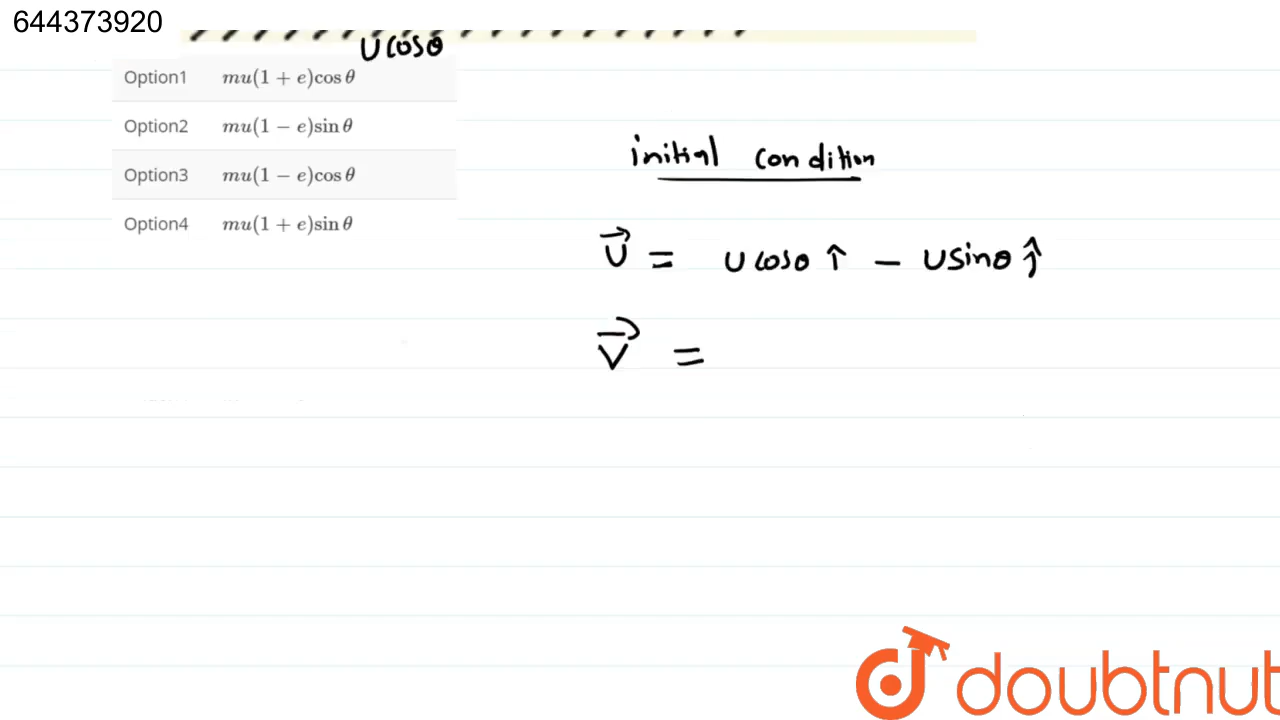 644373920
u cosθ
Option1 mu(1 + e)cos θ
Option2 mu(1 − e)sin θ
Option3 mu(1 − e)cos θ
Option4 mu(1 + e)sin θ
initial condition
u⃗ = u cosθ î − u sinθ ĵ
v⃗ =
doubtnut